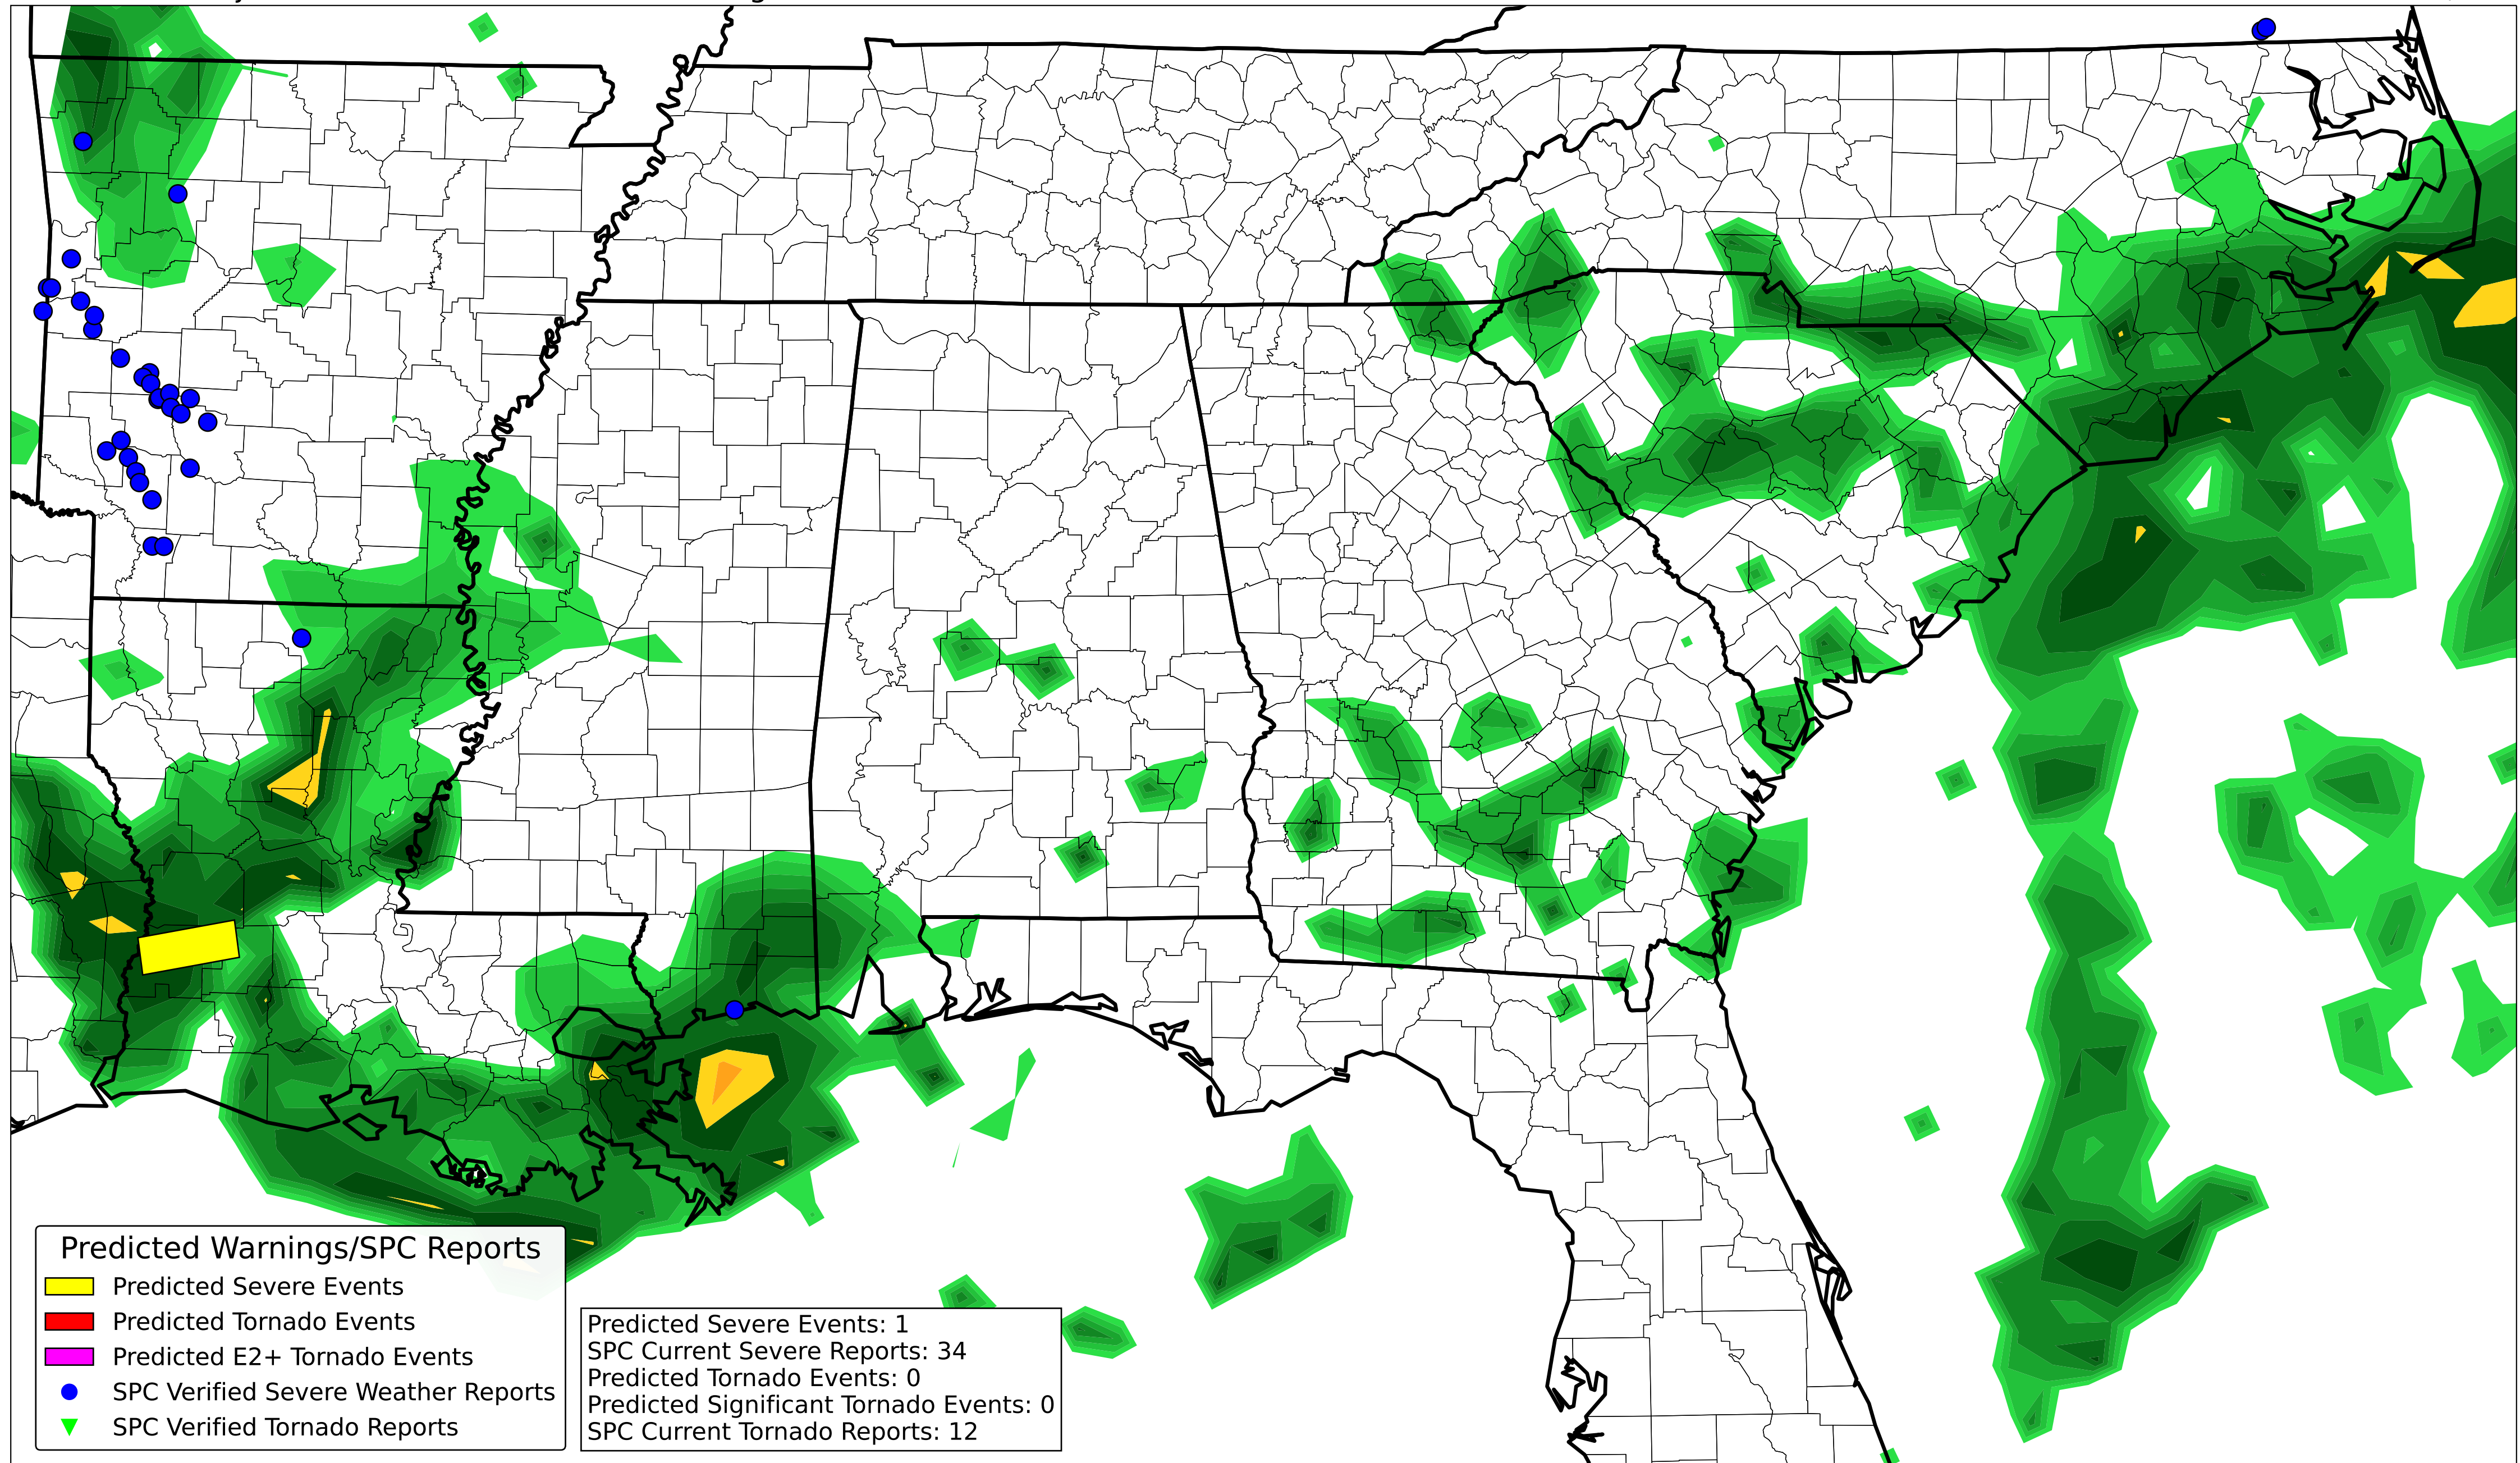 Predicted Warnings/SPC Reports
Predicted Severe Events
Predicted Tornado Events
Predicted E2+ Tornado Events
SPC Verified Severe Weather Reports
SPC Verified Tornado Reports
Predicted Severe Events: 1
SPC Current Severe Reports: 34
Predicted Tornado Events: 0
Predicted Significant Tornado Events: 0
SPC Current Tornado Reports: 12